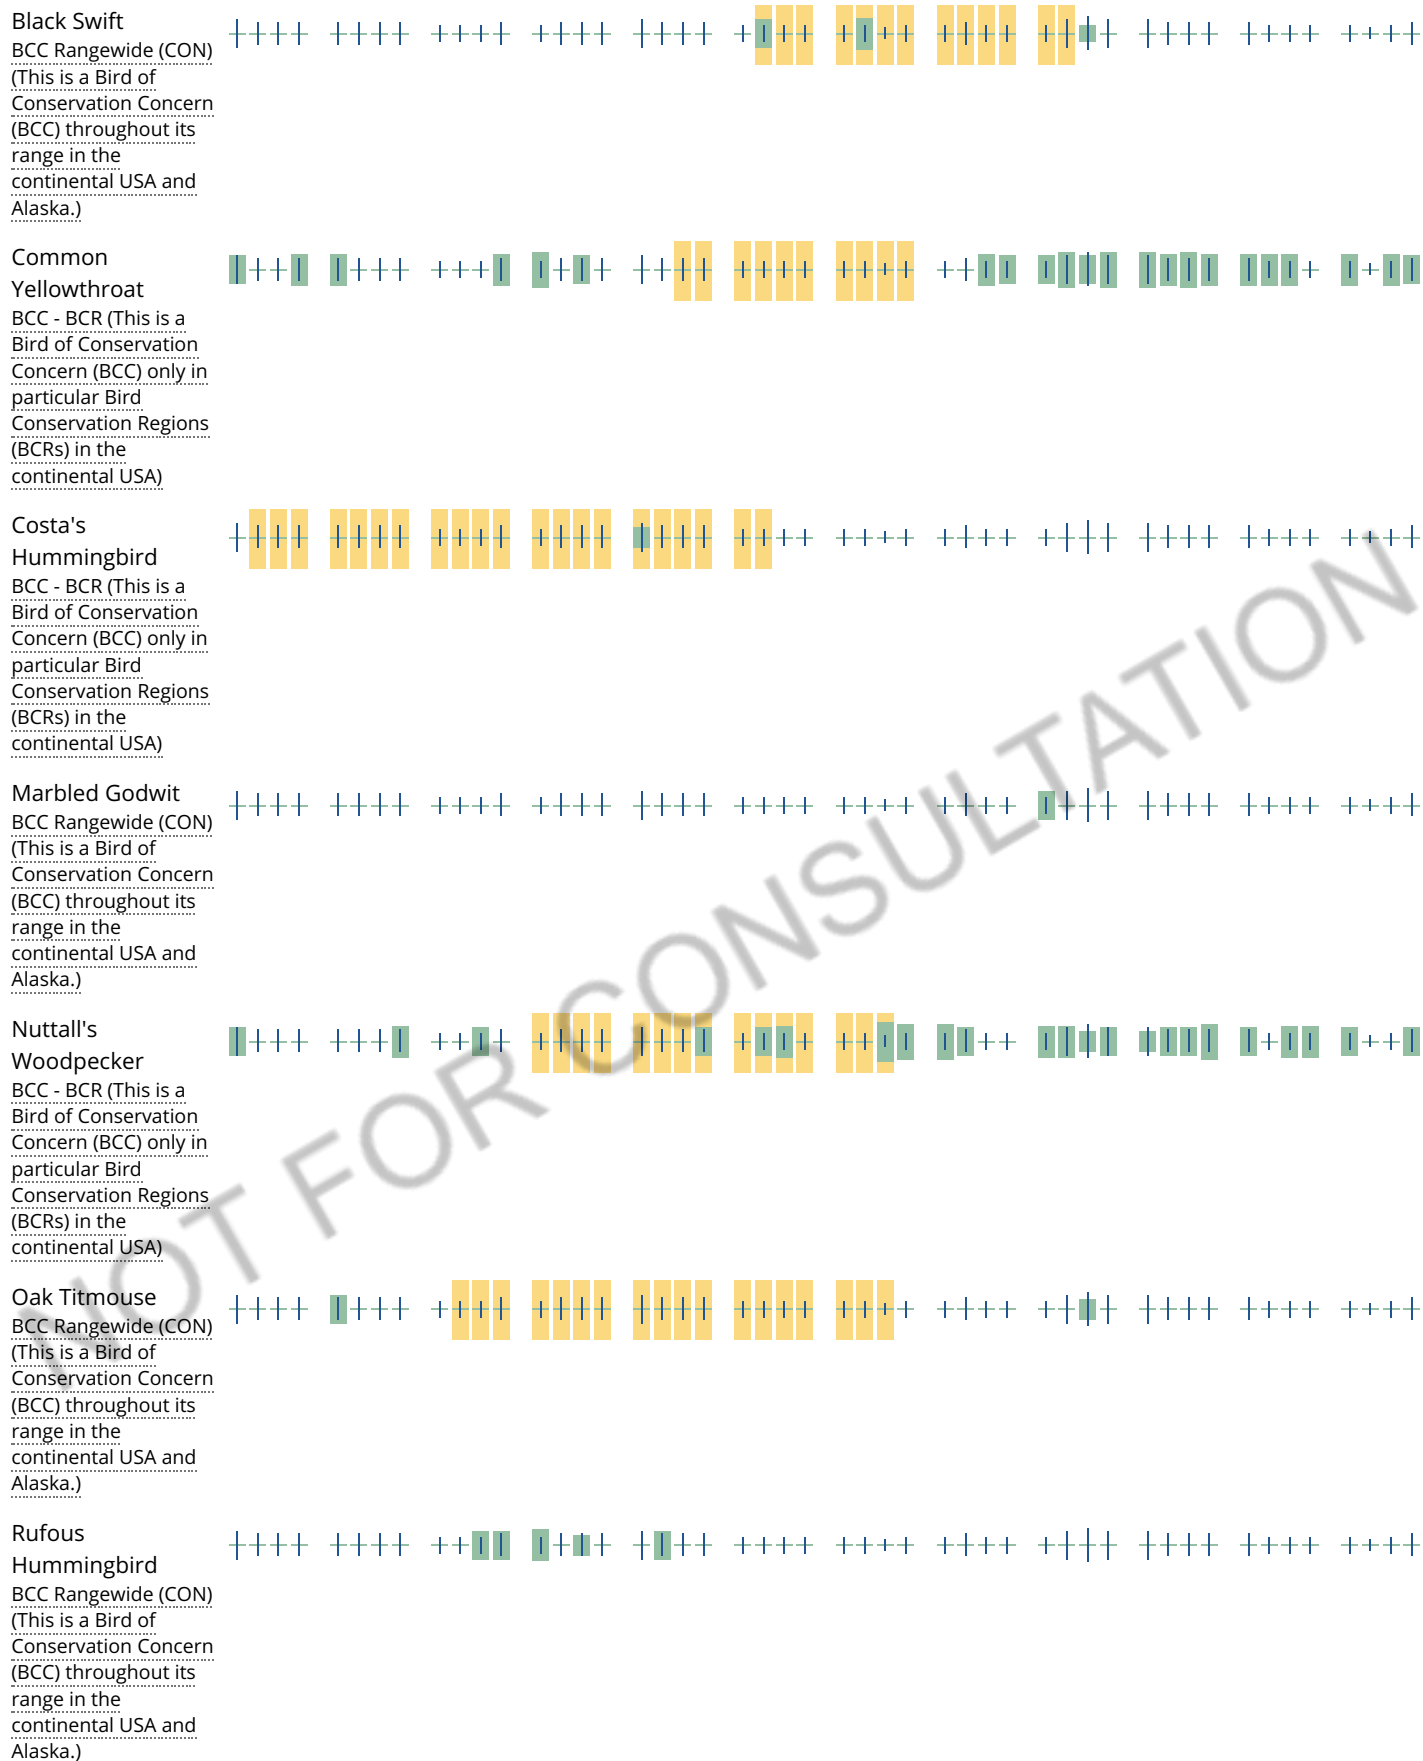 Black Swift
BCC Rangewide (CON)
(This is a Bird of
Conservation Concern
(BCC) throughout its
range in the
continental USA and
Alaska.)
Common
Yellowthroat
BCC - BCR (This is a
Bird of Conservation
Concern (BCC) only in
particular Bird
Conservation Regions
(BCRs) in the
continental USA)
Costa's
Hummingbird
BCC - BCR (This is a
Bird of Conservation
Concern (BCC) only in
particular Bird
Conservation Regions
(BCRs) in the
continental USA)
Marbled Godwit
BCC Rangewide (CON)
(This is a Bird of
Conservation Concern
(BCC) throughout its
range in the
continental USA and
Alaska.)
Nuttall's
Woodpecker
BCC - BCR (This is a
Bird of Conservation
Concern (BCC) only in
particular Bird
Conservation Regions
(BCRs) in the
continental USA)
Oak Titmouse
BCC Rangewide (CON)
(This is a Bird of
Conservation Concern
(BCC) throughout its
range in the
continental USA and
Alaska.)
Rufous
Hummingbird
BCC Rangewide (CON)
(This is a Bird of
Conservation Concern
(BCC) throughout its
range in the
continental USA and
Alaska.)
NOT FOR CONSULTATION